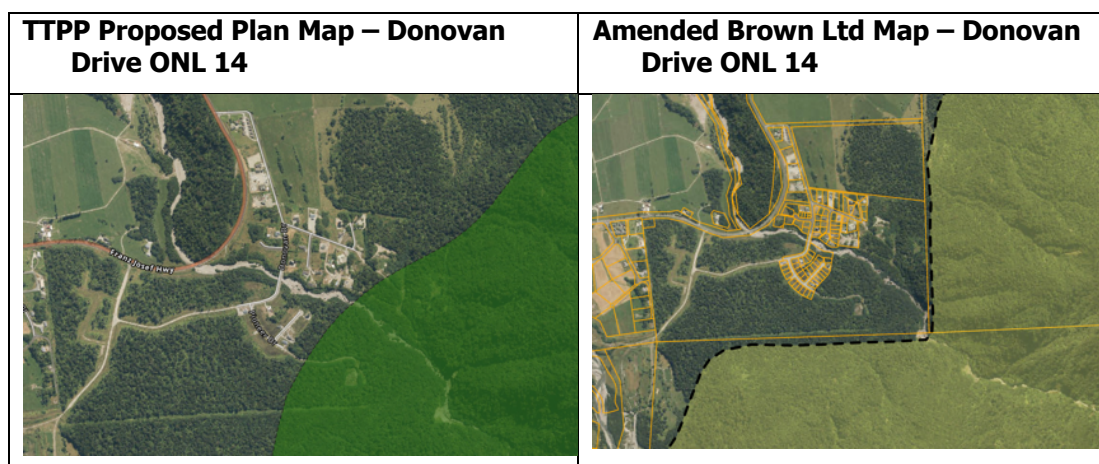 TTPP Proposed Plan Map – Donovan
Drive ONL 14
Amended Brown Ltd Map – Donovan
Drive ONL 14
Franz Josef Hwy